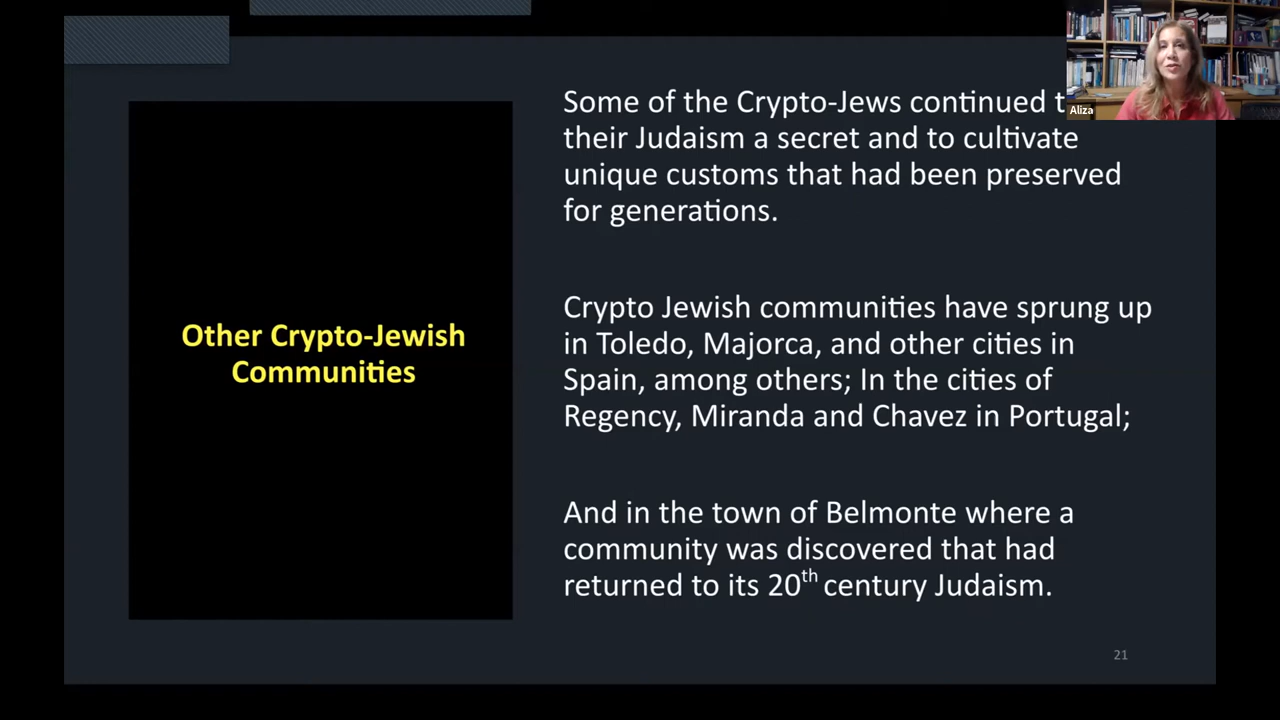 Other Crypto-Jewish
Communities
Some of the Crypto-Jews continued
their Judaism a secret and to cultivate
unique customs that had been preserved
for generations.
Crypto Jewish communities have sprung up
in Toledo, Majorca, and other cities in
Spain, among others; In the cities of
Regency, Miranda and Chavez in Portugal;
And in the town of Belmonte where a
community was discovered that had
returned to its 20th century Judaism.
21
Aliza